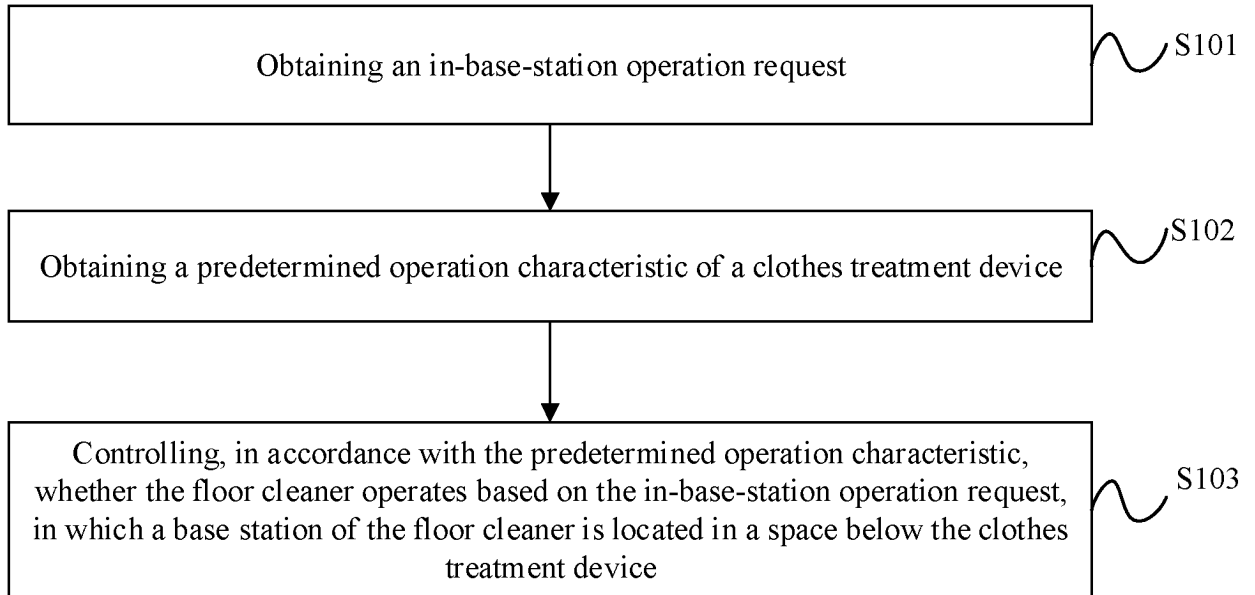 Obtaining an in-base-station operation request
S101
Obtaining a predetermined operation characteristic of a clothes treatment device
S102
Controlling, in accordance with the predetermined operation characteristic,
whether the floor cleaner operates based on the in-base-station operation request,
in which a base station of the floor cleaner is located in a space below the clothes
treatment device
S103